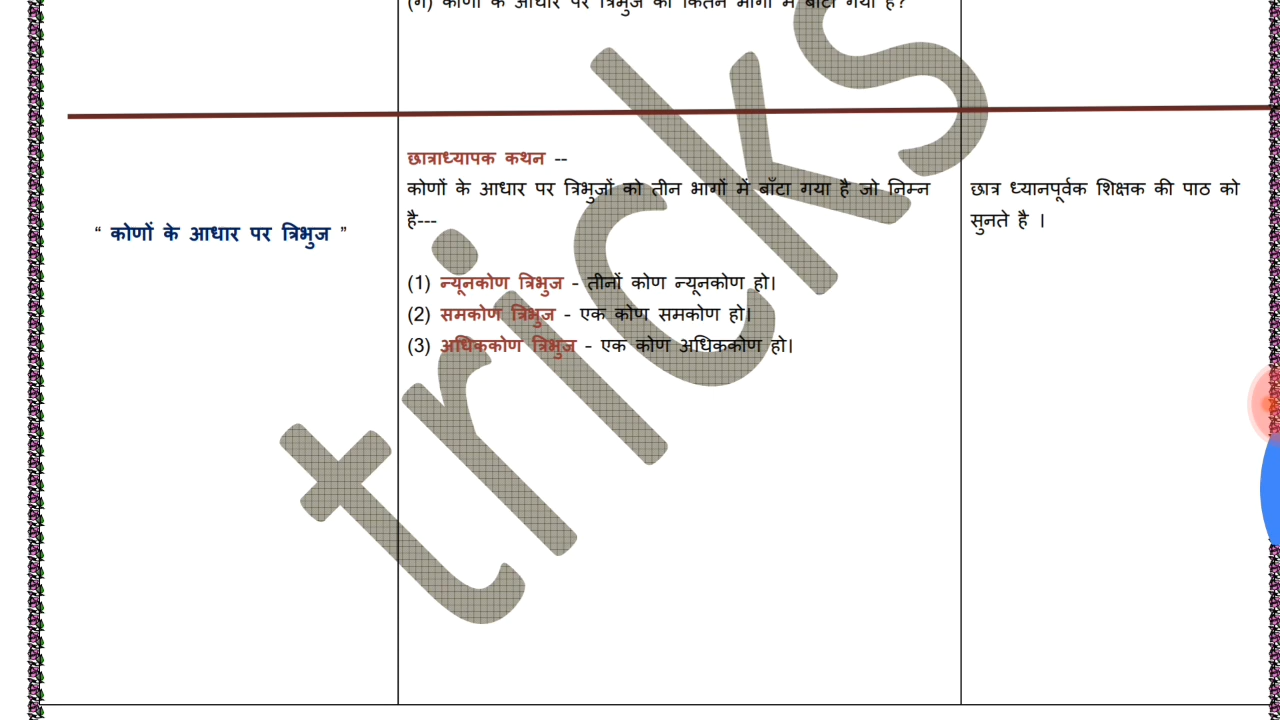 (ग) कोणों के आधार पर त्रिभुज को कितने भागों में बाँटा गया है?
छात्राध्यापक कथन --
कोणों के आधार पर त्रिभुजों को तीन भागों में बाँटा गया है जो निम्न
है---
“ कोणों के आधार पर त्रिभुज ”
(1) न्यूनकोण त्रिभुज - तीनों कोण न्यूनकोण हो।
(2) समकोण त्रिभुज - एक कोण समकोण हो।
(3) अधिककोण त्रिभुज - एक कोण अधिककोण हो।
छात्र ध्यानपूर्वक शिक्षक की पाठ को
सुनते है ।
tricks